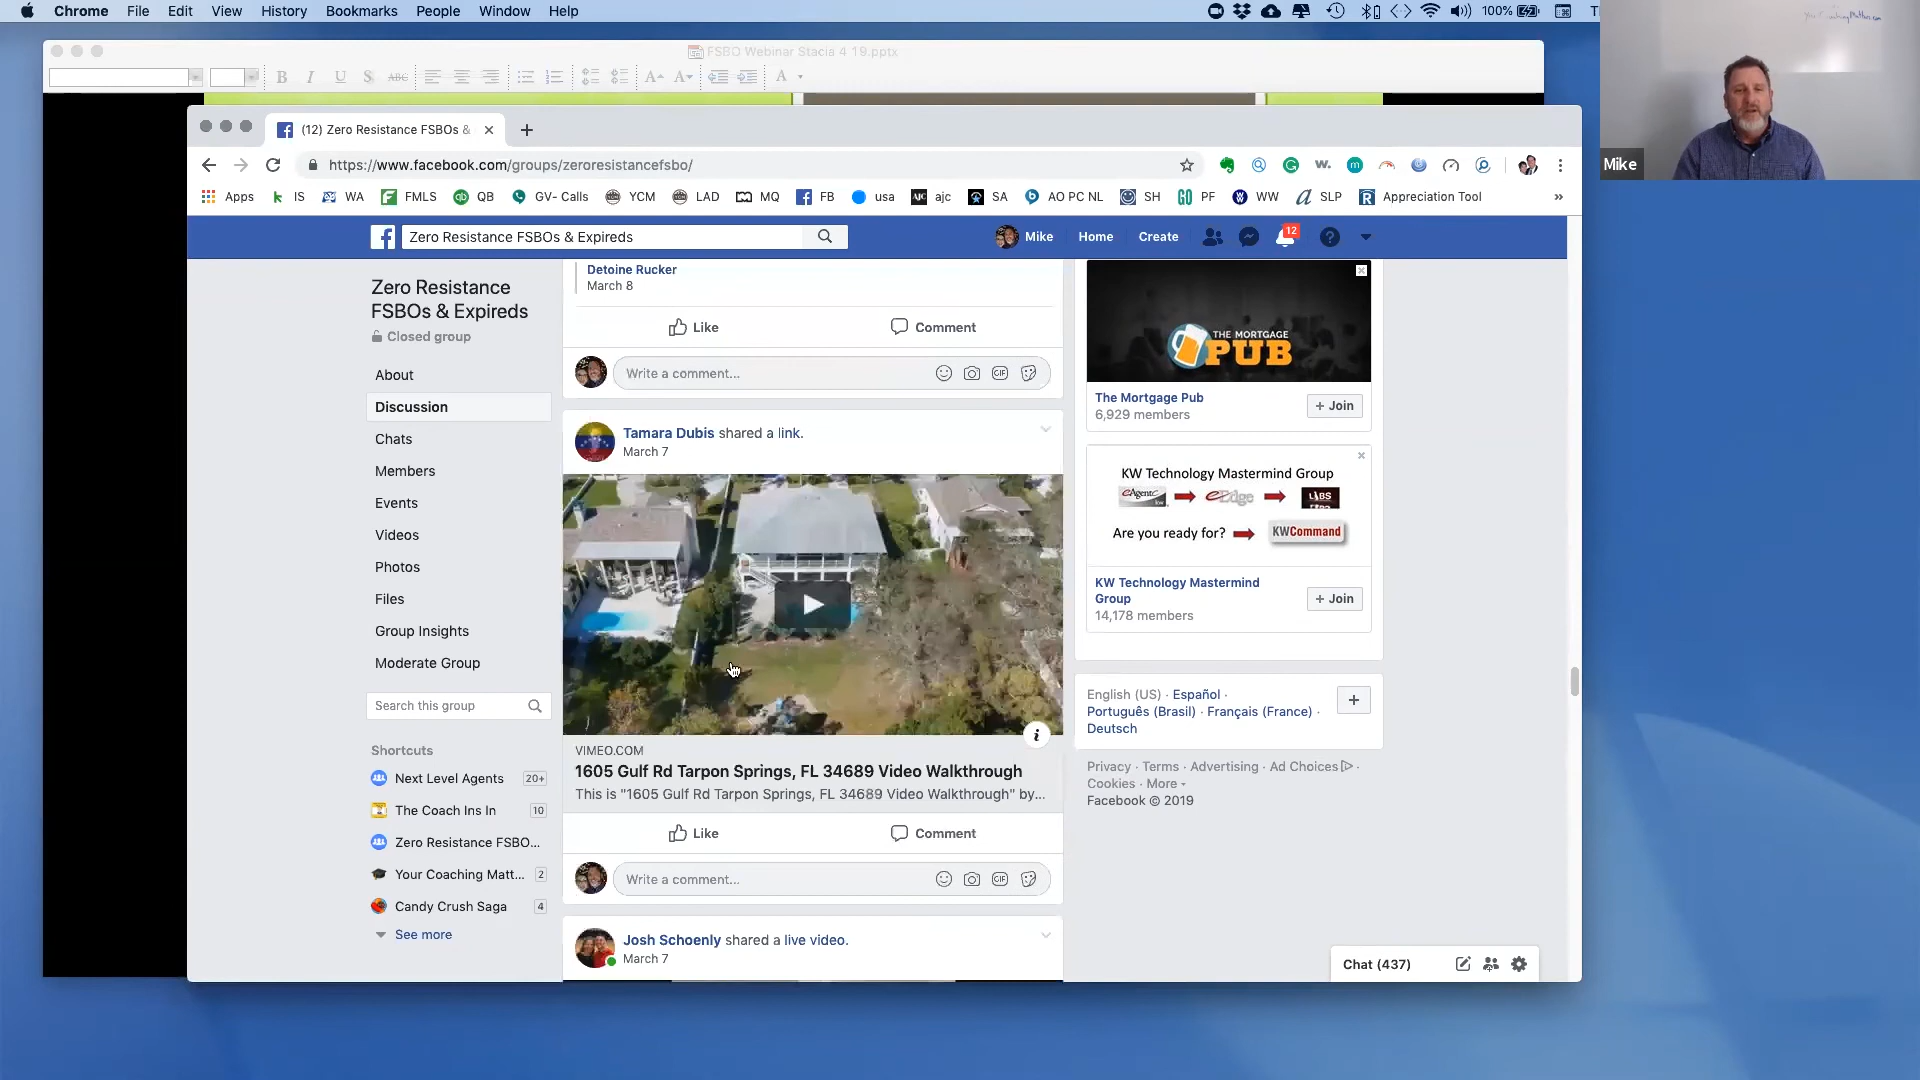 Chrome File Edit View History Bookmarks People Window Help
100%
FSBO Webinar Stacia 4 19.pptx
B I U S ABC
A A A
Mike
(12) Zero Resistance FSBOs &
https://www.facebook.com/groups/zeroresistancefsbo/
Apps IS WA FMLS QB GV- Calls YCM LAD MQ FB usa ajc SA AO PC NL SH PF WW SLP Appreciation Tool »
Zero Resistance FSBOs & Expireds
Mike Home Create 12
Zero Resistance
FSBOs & Expireds
Closed group
About
Discussion
Chats
Members
Events
Videos
Photos
Files
Group Insights
Moderate Group
Search this group
Shortcuts
Next Level Agents 20+
The Coach Ins In 10
Zero Resistance FSBO...
Your Coaching Matt... 2
Candy Crush Saga 4
See more
Detoine Rucker
March 8
Like Comment
Write a comment... GIF
Tamara Dubis shared a link.
March 7
VIMEO.COM
1605 Gulf Rd Tarpon Springs, FL 34689 Video Walkthrough
This is "1605 Gulf Rd Tarpon Springs, FL 34689 Video Walkthrough" by...
Like Comment
Write a comment... GIF
Josh Schoenly shared a live video.
March 7
THE MORTGAGE
PUB
The Mortgage Pub
6,929 members
+ Join
KW Technology Mastermind Group
eAgentC eEdge LABS
Are you ready for? KWCommand
KW Technology Mastermind
Group
14,178 members
+ Join
English (US) · Español ·
Português (Brasil) · Français (France) ·
Deutsch
Privacy · Terms · Advertising · Ad Choices ·
Cookies · More
Facebook © 2019
Chat (437)